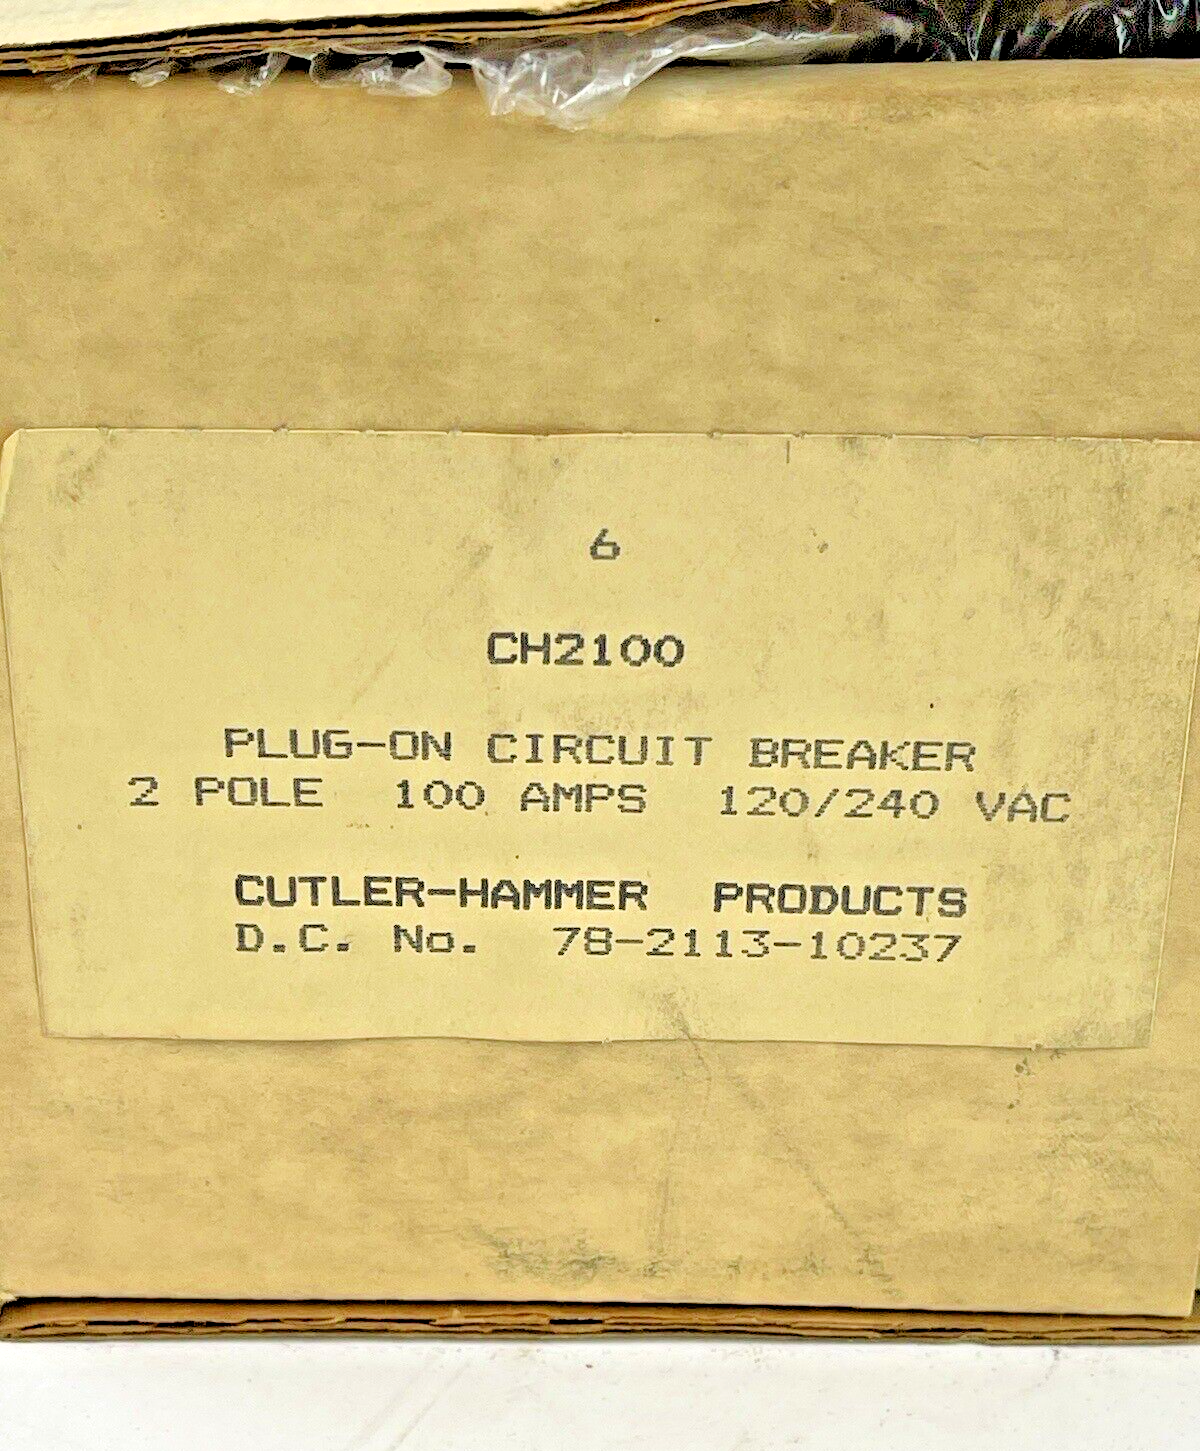 6
CH2100
PLUG-ON CIRCUIT BREAKER
2 POLE 100 AMPS 120/240 VAC
CUTLER-HAMMER PRODUCTS
D.C. No. 78-2113-10237